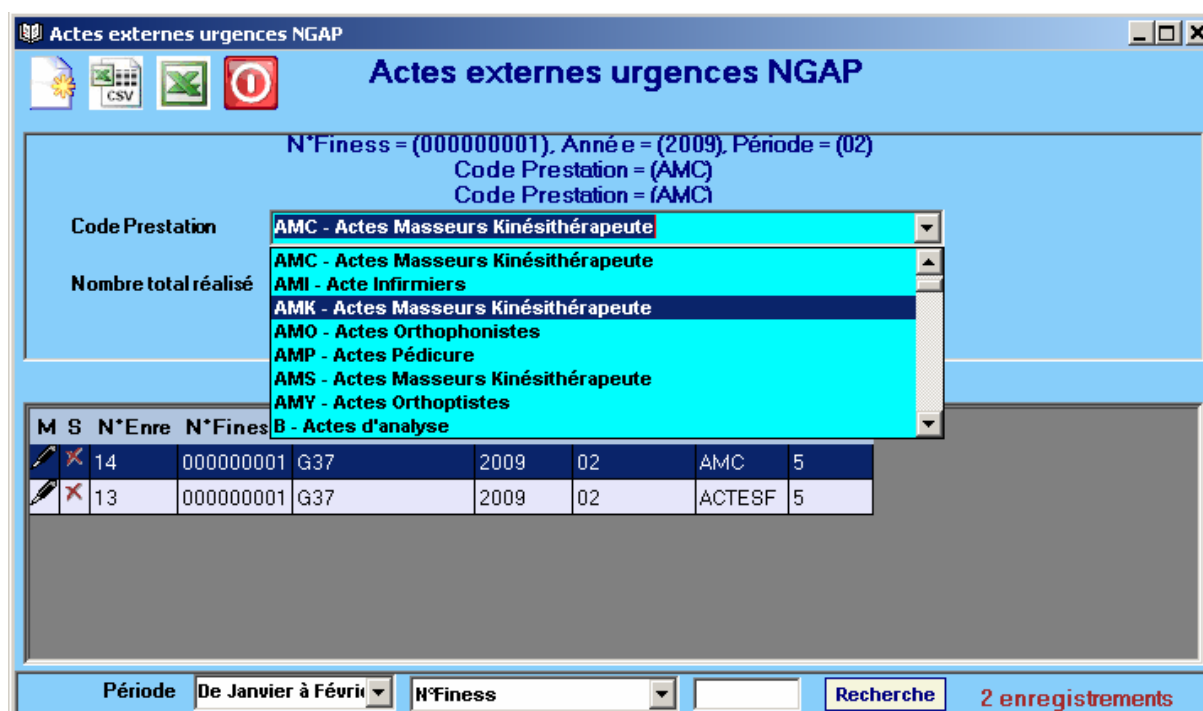 Actes externes urgences NGAP
CSV
Actes externes urgences NGAP
N°Finess = (000000001), Année = (2009), Période = (02)
Code Prestation = (AMC)
Code Prestation = (AMC)
Code Prestation AMC - Actes Masseurs Kinésithérapeute
AMC - Actes Masseurs Kinésithérapeute
Nombre total réalisé AMI - Acte Infirmiers
AMK - Actes Masseurs Kinésithérapeute
AMO - Actes Orthophonistes
AMP - Actes Pédicure
AMS - Actes Masseurs Kinésithérapeute
AMY - Actes Orthoptistes
M S N°Enre N°Fines B - Actes d'analyse
14 000000001 G37 2009 02 AMC 5
13 000000001 G37 2009 02 ACTESF 5
Période De Janvier à Févri N°Finess Recherche 2 enregistrements